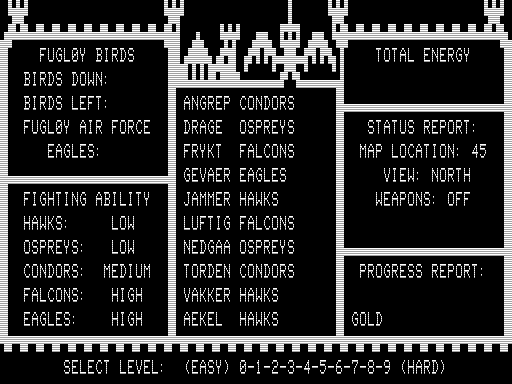 FUGLØY BIRDS
BIRDS DOWN:
BIRDS LEFT:
FUGLØY AIR FORCE
EAGLES:
FIGHTING ABILITY
HAWKS: LOW
OSPREYS: LOW
CONDORS: MEDIUM
FALCONS: HIGH
EAGLES: HIGH
ANGREP CONDORS
DRAGE OSPREYS
FRYKT FALCONS
GEVAER EAGLES
JAMMER HAWKS
LUFTIG FALCONS
NEDGAA OSPREYS
TORDEN CONDORS
VAKKER HAWKS
AEKEL HAWKS
TOTAL ENERGY
STATUS REPORT:
MAP LOCATION: 45
VIEW: NORTH
WEAPONS: OFF
PROGRESS REPORT:
GOLD
SELECT LEVEL: (EASY) 0-1-2-3-4-5-6-7-8-9 (HARD)